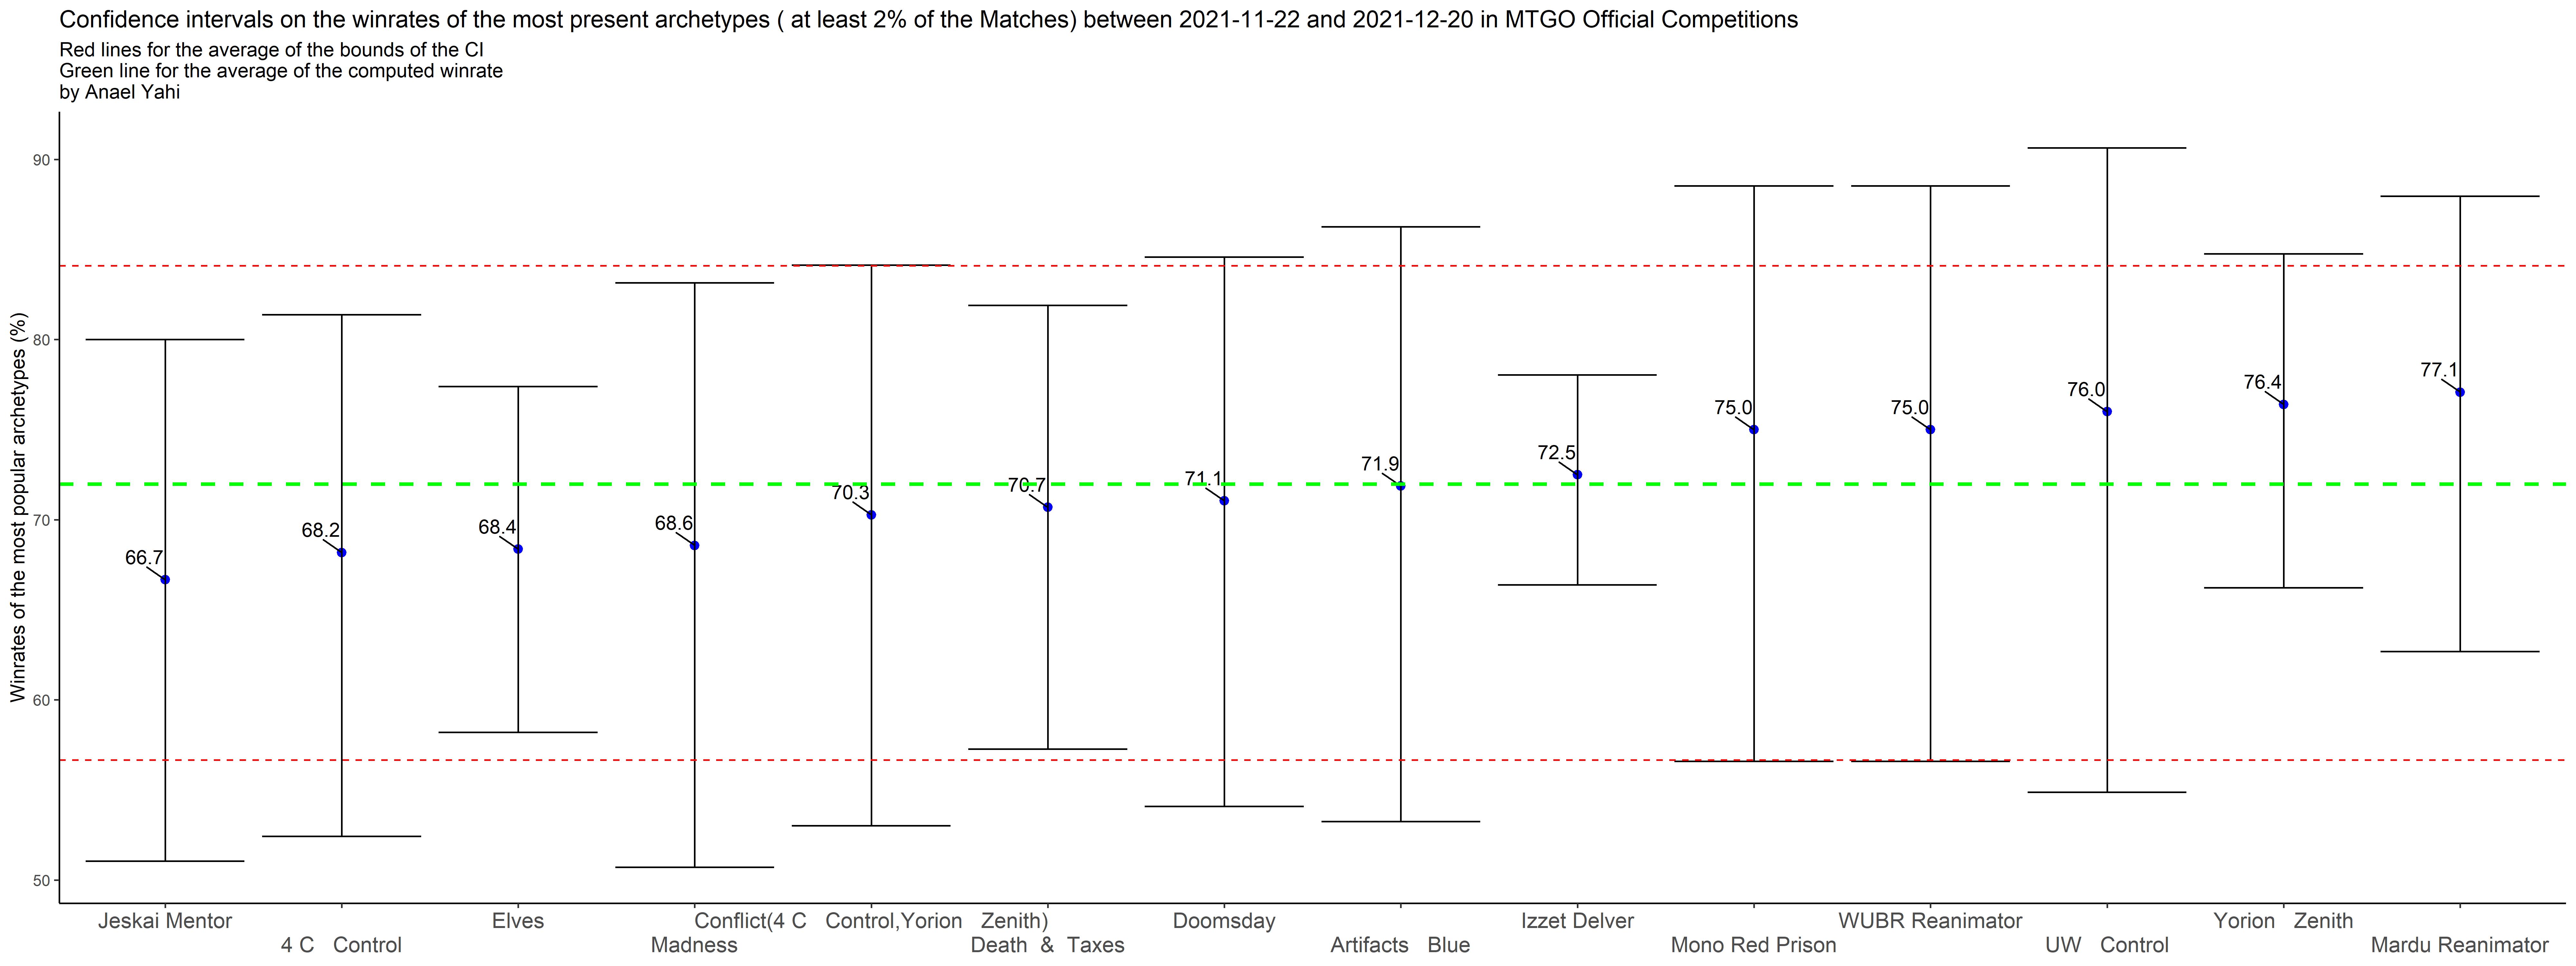 Confidence intervals on the winrates of the most present archetypes ( at least 2% of the Matches) between 2021-11-22 and 2021-12-20 in MTGO Official Competitions
Red lines for the average of the bounds of the CI
Green line for the average of the computed winrate
by Anael Yahi
Winrates of the most popular archetypes (%)
90
80
70
60
50
66.7
68.2
68.4
68.6
70.3
70.7
71.1
71.9
72.5
75.0
75.0
76.0
76.4
77.1
Jeskai Mentor
4 C Control
Elves
Madness
Conflict(4 C Control,Yorion Zenith)
Death & Taxes
Doomsday
Artifacts Blue
Izzet Delver
Mono Red Prison
WUBR Reanimator
UW Control
Yorion Zenith
Mardu Reanimator